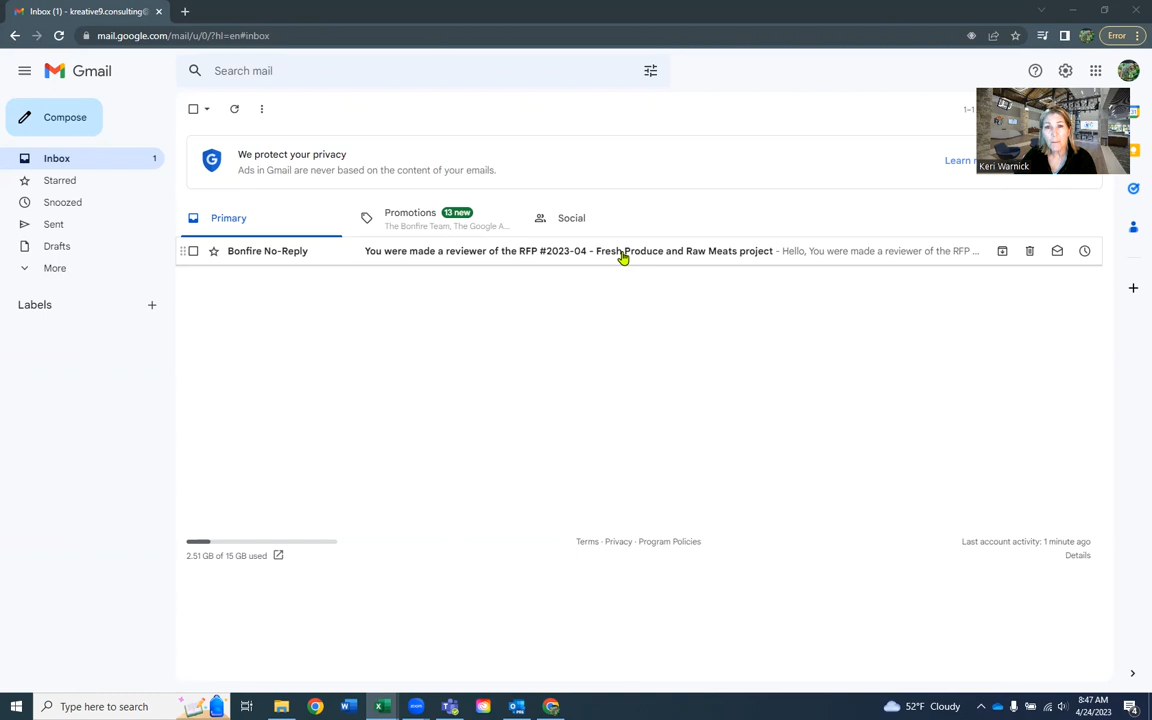 Inbox (1) - kreative9.consulting@
mail.google.com/mail/u/0/?hl=en#inbox
Error
Gmail
Search mail
Compose
1–1
Keri Warnick
We protect your privacy
Ads in Gmail are never based on the content of your emails.
Learn
Inbox 1
Starred
Snoozed
Sent
Drafts
More
Labels
Primary
Promotions 13 new
The Bonfire Team, The Google A...
Social
Bonfire No-Reply You were made a reviewer of the RFP #2023-04 - Fresh Produce and Raw Meats project - Hello, You were made a reviewer of the RFP ...
2.51 GB of 15 GB used
Terms · Privacy · Program Policies
Last account activity: 1 minute ago
Details
Type here to search
52°F Cloudy
8:47 AM
4/24/2023
4